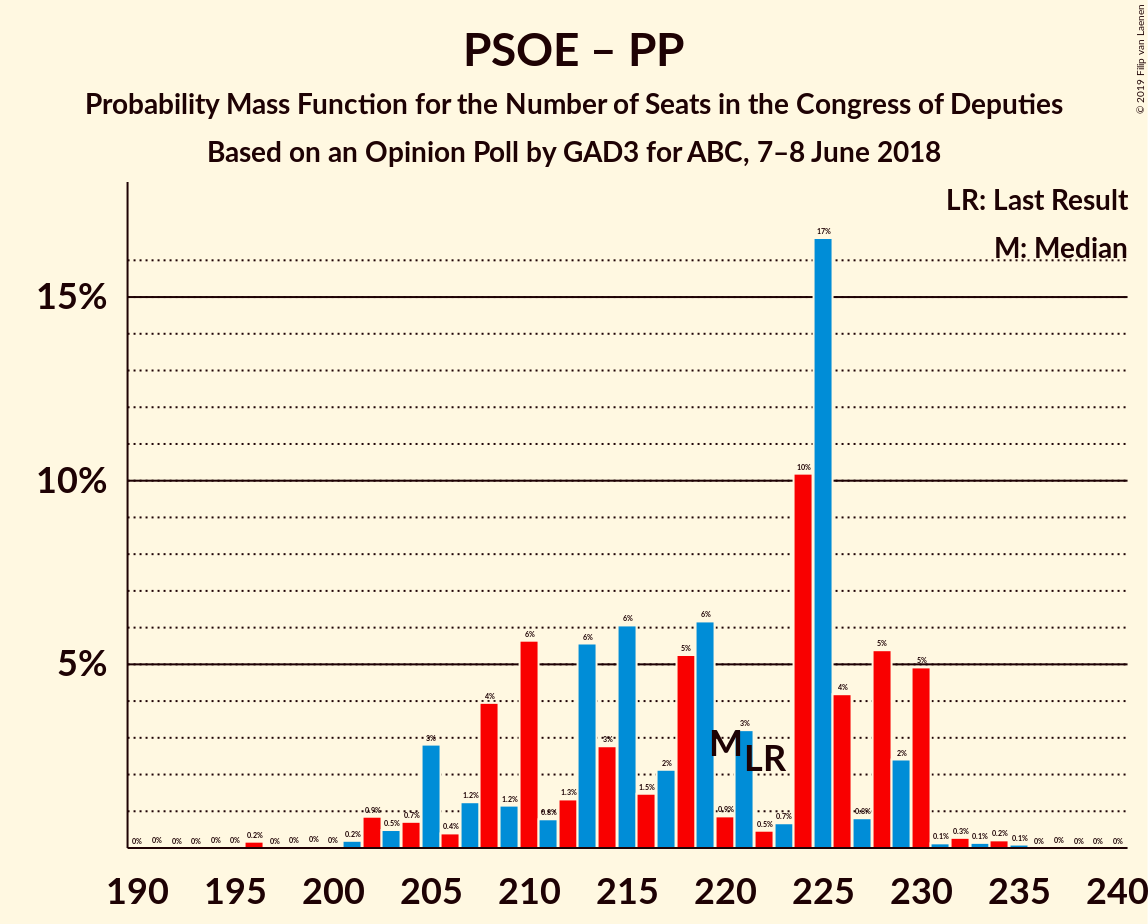 PSOE – PP
Probability Mass Function for the Number of Seats in the Congress of Deputies
Based on an Opinion Poll by GAD3 for ABC, 7–8 June 2018
© 2019 Filip van Laenen
LR: Last Result
M: Median
15%
10%
5%
0% 0% 0% 0% 0% 0% 0.2% 0% 0% 0% 0% 0.2% 0.9% 0.5% 0.7% 3% 0.4% 1.2% 4% 1.2% 6% 0.8% 1.3% 6% 3% 6% 1.5% 2% 5% 6% 0.9% 3% 0.5% 0.7% 10% 17% 4% 0.8% 5% 2% 5% 0.1% 0.3% 0.1% 0.2% 0.1% 0% 0% 0% 0% 0%
M
LR
190 195 200 205 210 215 220 225 230 235 240